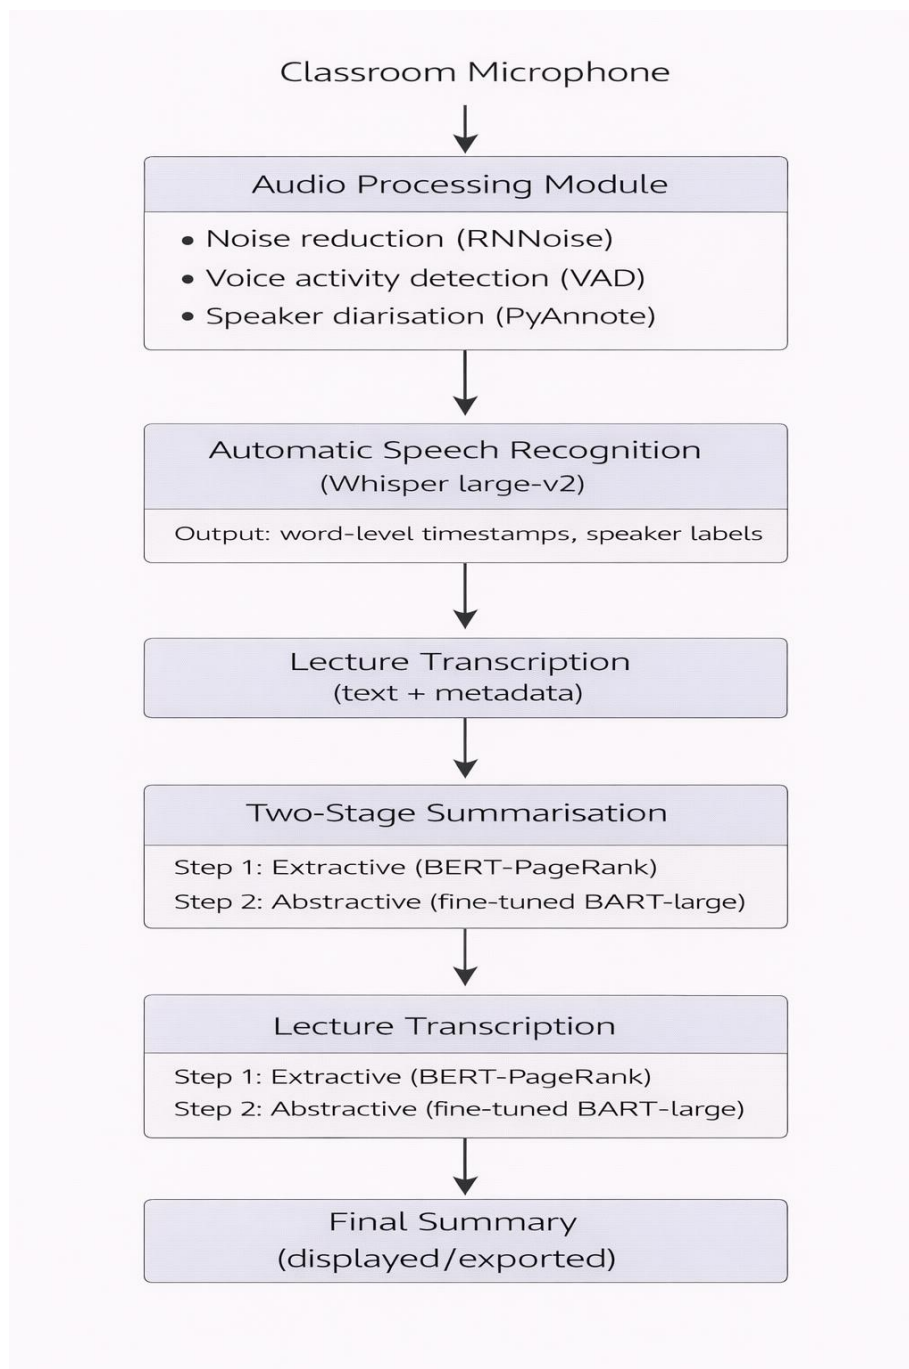 Classroom Microphone
Audio Processing Module
• Noise reduction (RNNoise)
• Voice activity detection (VAD)
• Speaker diarisation (PyAnnote)
Automatic Speech Recognition
(Whisper large-v2)
Output: word-level timestamps, speaker labels
Lecture Transcription
(text + metadata)
Two-Stage Summarisation
Step 1: Extractive (BERT-PageRank)
Step 2: Abstractive (fine-tuned BART-large)
Lecture Transcription
Step 1: Extractive (BERT-PageRank)
Step 2: Abstractive (fine-tuned BART-large)
Final Summary
(displayed/exported)